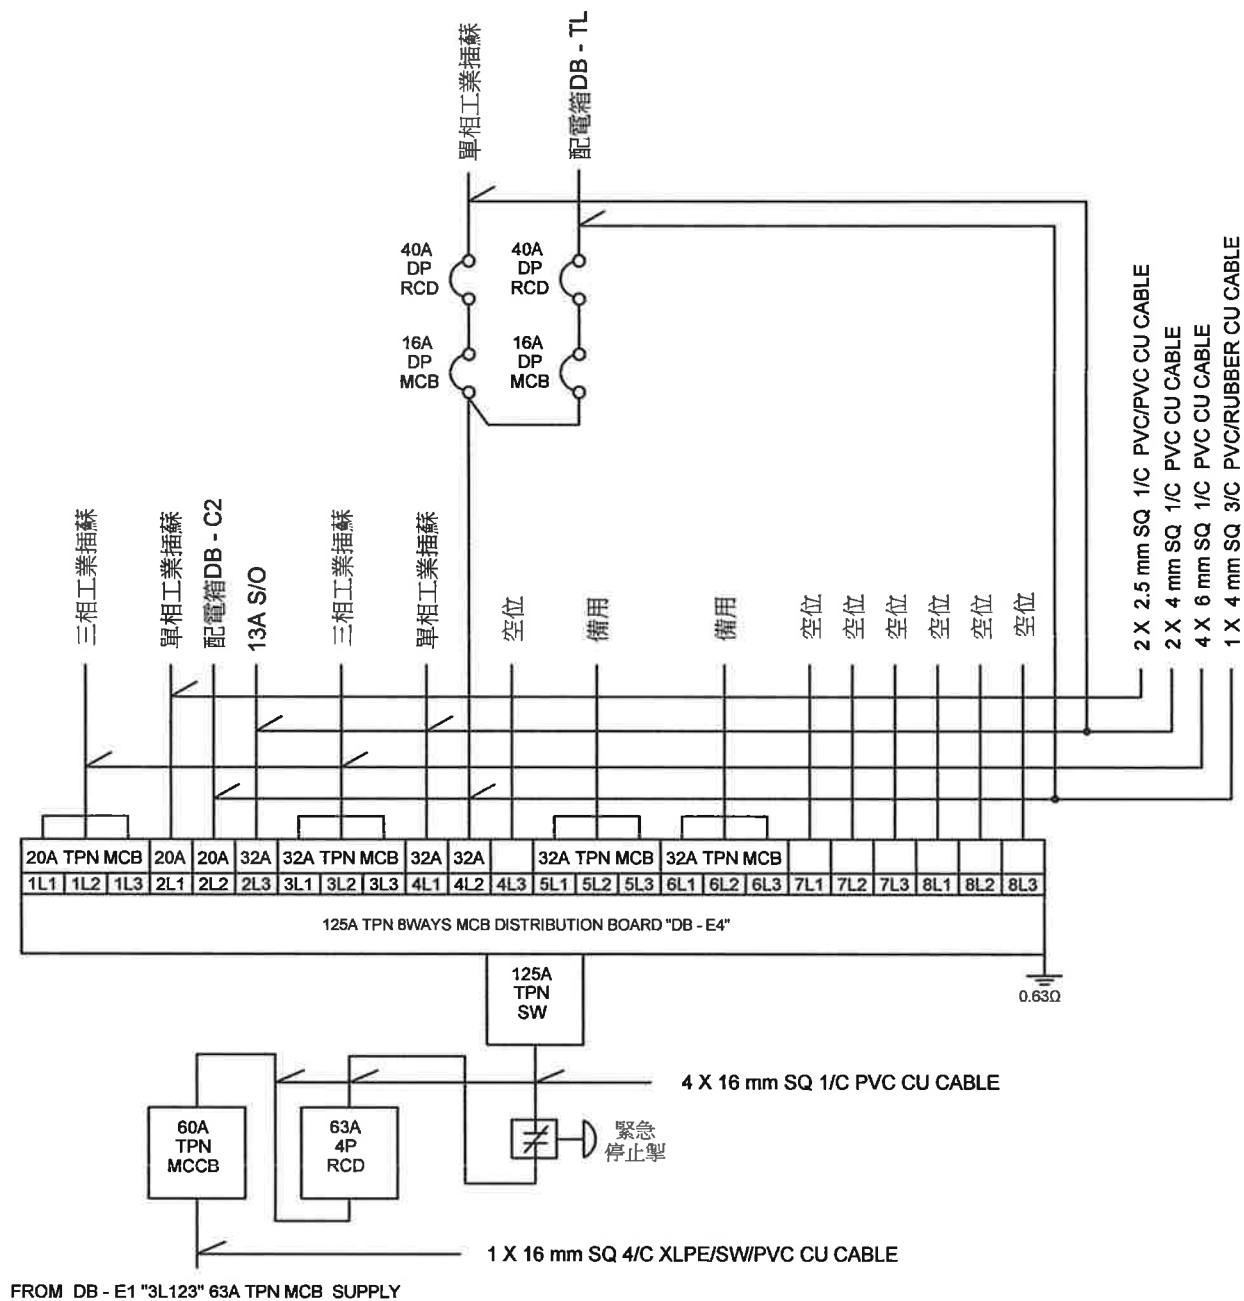 單相工業插蘇
配電箱DB - TL
40A
DP
RCD
40A
DP
RCD
16A
DP
MCB
16A
DP
MCB
2 X 2.5 mm SQ 1/C PVC/PVC CU CABLE
2 X 4 mm SQ 1/C PVC CU CABLE
4 X 6 mm SQ 1/C PVC CU CABLE
1 X 4 mm SQ 3/C PVC/RUBBER CU CABLE
三相工業插蘇
單相工業插蘇
配電箱DB - C2
13A S/O
三相工業插蘇
單相工業插蘇
空位
備用
備用
空位
空位
空位
空位
空位
空位
20A TPN MCB 20A 20A 32A 32A TPN MCB 32A 32A 32A TPN MCB 32A TPN MCB
1L1 1L2 1L3 2L1 2L2 2L3 3L1 3L2 3L3 4L1 4L2 4L3 5L1 5L2 5L3 6L1 6L2 6L3 7L1 7L2 7L3 8L1 8L2 8L3
125A TPN 8WAYS MCB DISTRIBUTION BOARD "DB - E4"
125A
TPN
SW
0.63Ω
4 X 16 mm SQ 1/C PVC CU CABLE
60A
TPN
MCCB
63A
4P
RCD
緊急
停止掣
1 X 16 mm SQ 4/C XLPE/SW/PVC CU CABLE
FROM DB - E1 "3L123" 63A TPN MCB SUPPLY